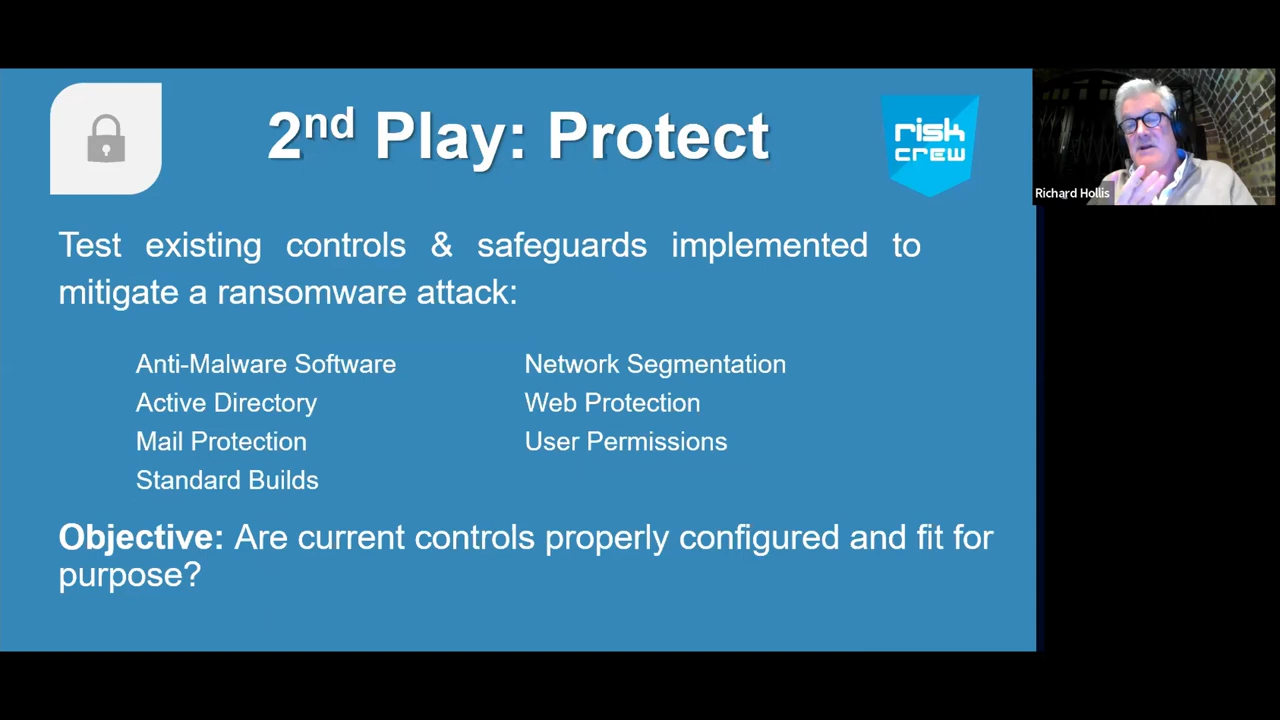 2nd Play: Protect
risk
crew
Richard Hollis
Test existing controls & safeguards implemented to
mitigate a ransomware attack:
Anti-Malware Software
Active Directory
Mail Protection
Standard Builds
Network Segmentation
Web Protection
User Permissions
Objective: Are current controls properly configured and fit for
purpose?